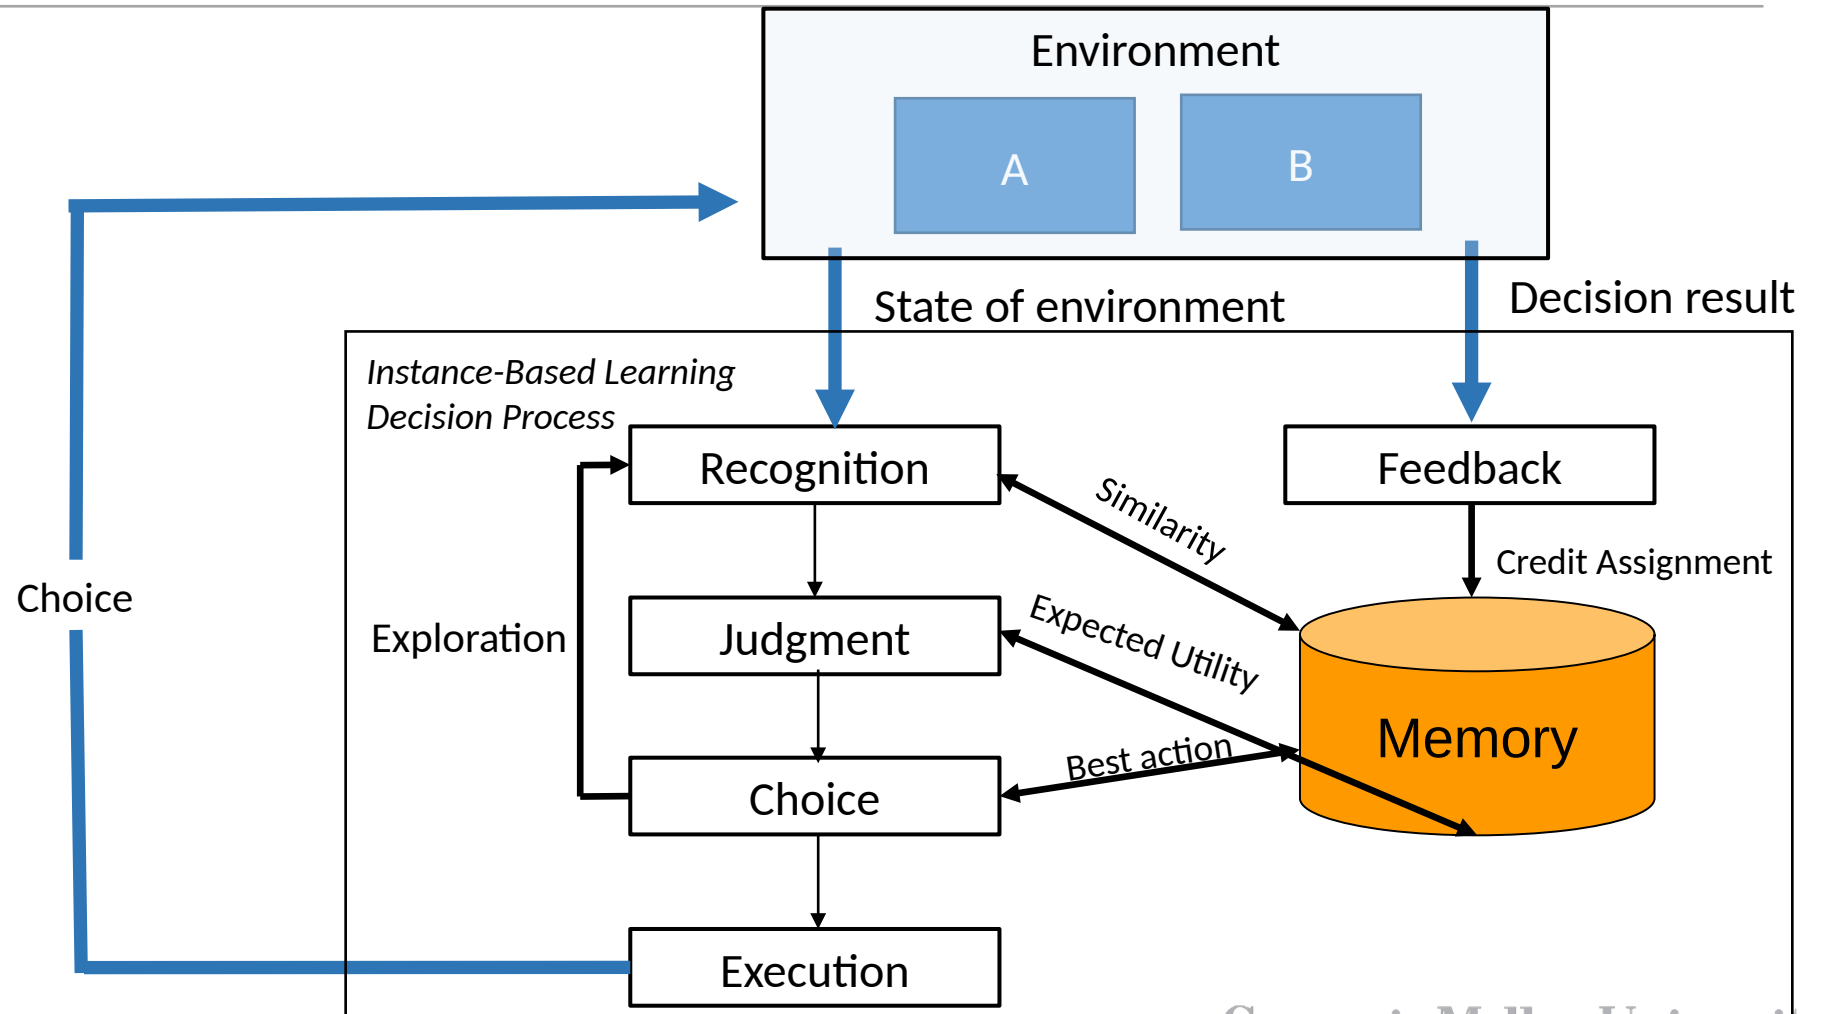 Environment
A
B
State of environment
Decision result
Instance-Based Learning
Decision Process
Recognition
Feedback
Similarity
Credit Assignment
Choice
Exploration
Judgment
Expected Utility
Memory
Best action
Choice
Execution